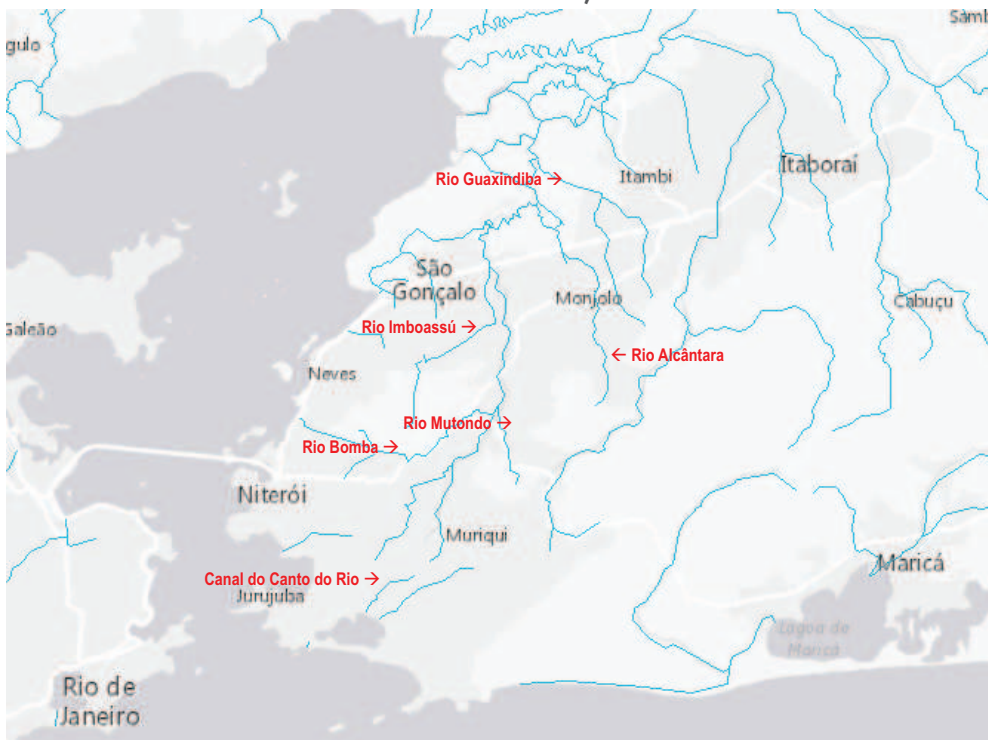 Sâmb
gulo
Itaboraí
Rio Guaxindiba →
Itambi
São
Gonçalo
Monjolo
Cabuçu
Galeão
Rio Imboassú →
← Rio Alcântara
Neves
Rio Mutondo →
Rio Bomba →
Niterói
Muriqui
Maricá
Canal do Canto do Rio →
Jurujuba
Lagoa de
Maricá
Rio de
Janeiro